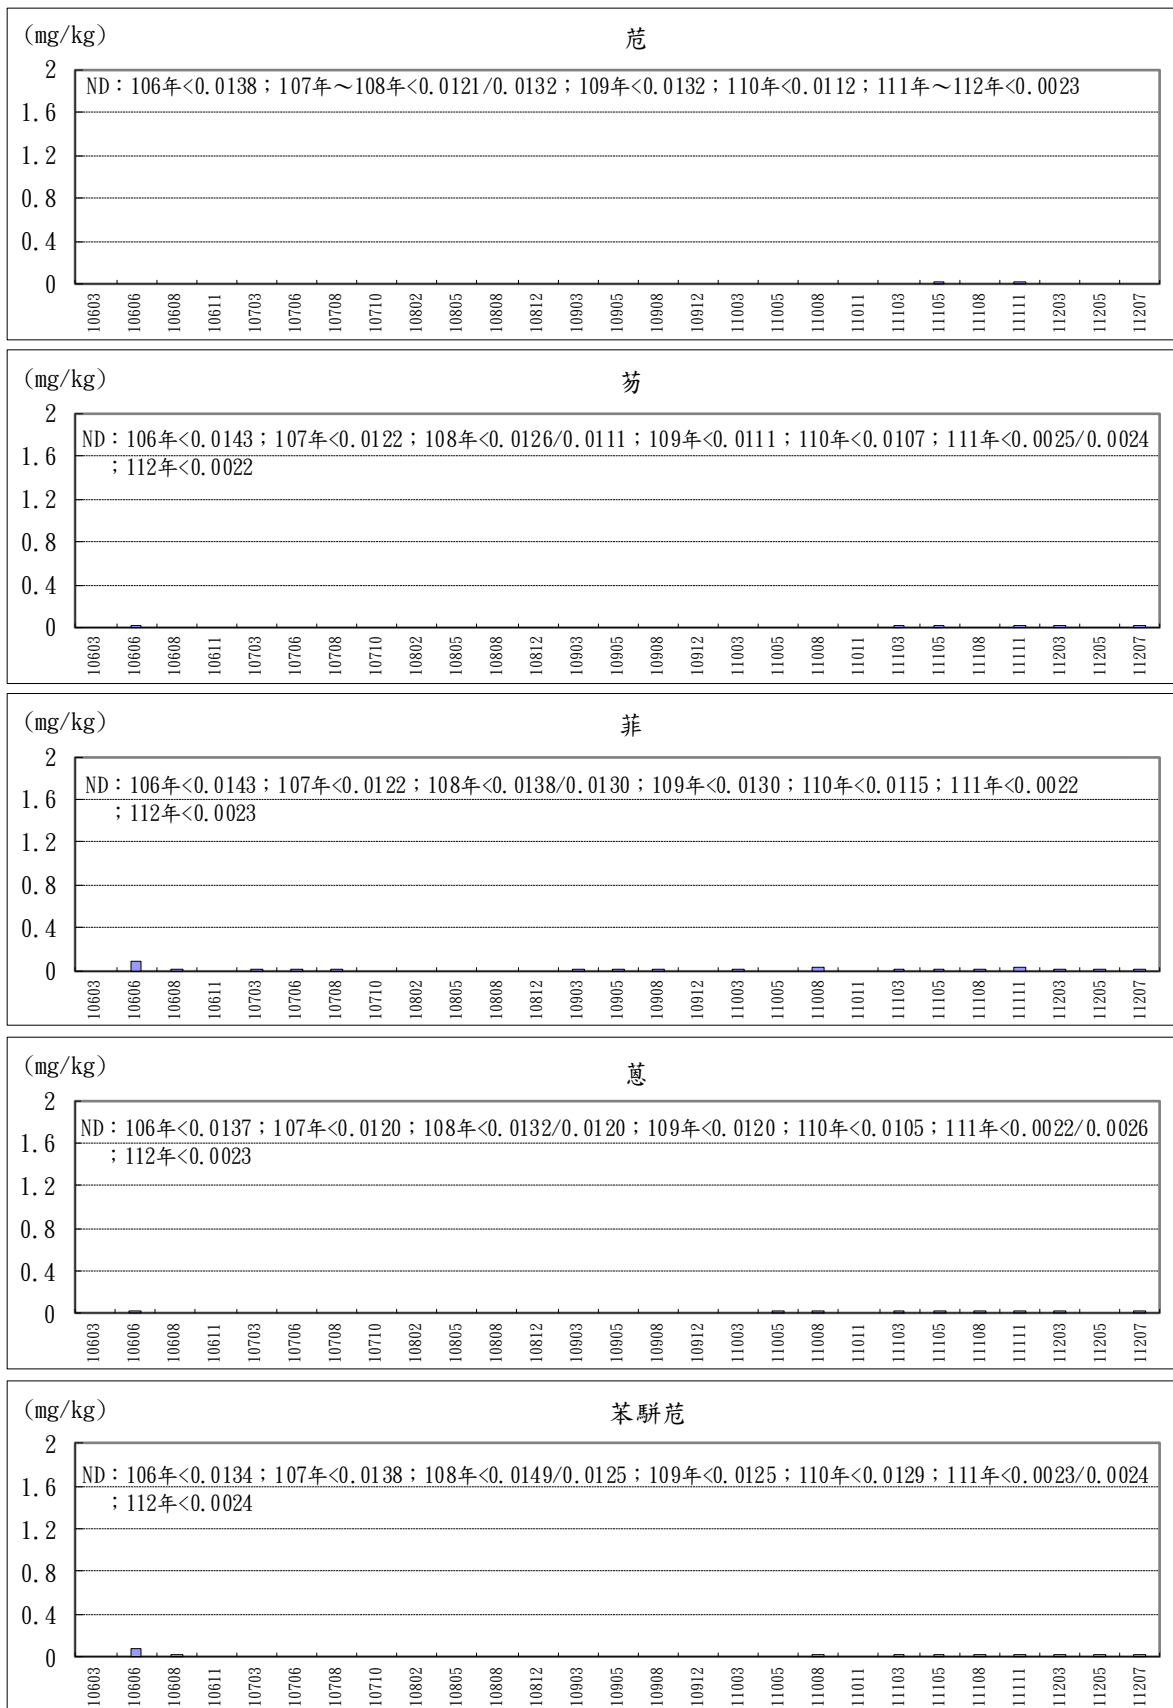 (mg/kg)
苊
2
ND：106年<0.0138；107年～108年<0.0121/0.0132；109年<0.0132；110年<0.0112；111年～112年<0.0023
1.6
1.2
0.8
0.4
0
10603 10606 10608 10611 10703 10706 10708 10710 10802 10805 10808 10812 10903 10905 10908 10912 11003 11005 11008 11011 11103 11105 11108 11111 11203 11205 11207
(mg/kg)
芴
2
ND：106年<0.0143；107年<0.0122；108年<0.0126/0.0111；109年<0.0111；110年<0.0107；111年<0.0025/0.0024
1.6
；112年<0.0022
1.2
0.8
0.4
0
10603 10606 10608 10611 10703 10706 10708 10710 10802 10805 10808 10812 10903 10905 10908 10912 11003 11005 11008 11011 11103 11105 11108 11111 11203 11205 11207
(mg/kg)
菲
2
ND：106年<0.0143；107年<0.0122；108年<0.0138/0.0130；109年<0.0130；110年<0.0115；111年<0.0022
1.6
；112年<0.0023
1.2
0.8
0.4
0
10603 10606 10608 10611 10703 10706 10708 10710 10802 10805 10808 10812 10903 10905 10908 10912 11003 11005 11008 11011 11103 11105 11108 11111 11203 11205 11207
(mg/kg)
蒽
2
ND：106年<0.0137；107年<0.0120；108年<0.0132/0.0120；109年<0.0120；110年<0.0105；111年<0.0022/0.0026
1.6
；112年<0.0023
1.2
0.8
0.4
0
10603 10606 10608 10611 10703 10706 10708 10710 10802 10805 10808 10812 10903 10905 10908 10912 11003 11005 11008 11011 11103 11105 11108 11111 11203 11205 11207
(mg/kg)
苯駢苊
2
ND：106年<0.0134；107年<0.0138；108年<0.0149/0.0125；109年<0.0125；110年<0.0129；111年<0.0023/0.0024
1.6
；112年<0.0024
1.2
0.8
0.4
0
10603 10606 10608 10611 10703 10706 10708 10710 10802 10805 10808 10812 10903 10905 10908 10912 11003 11005 11008 11011 11103 11105 11108 11111 11203 11205 11207